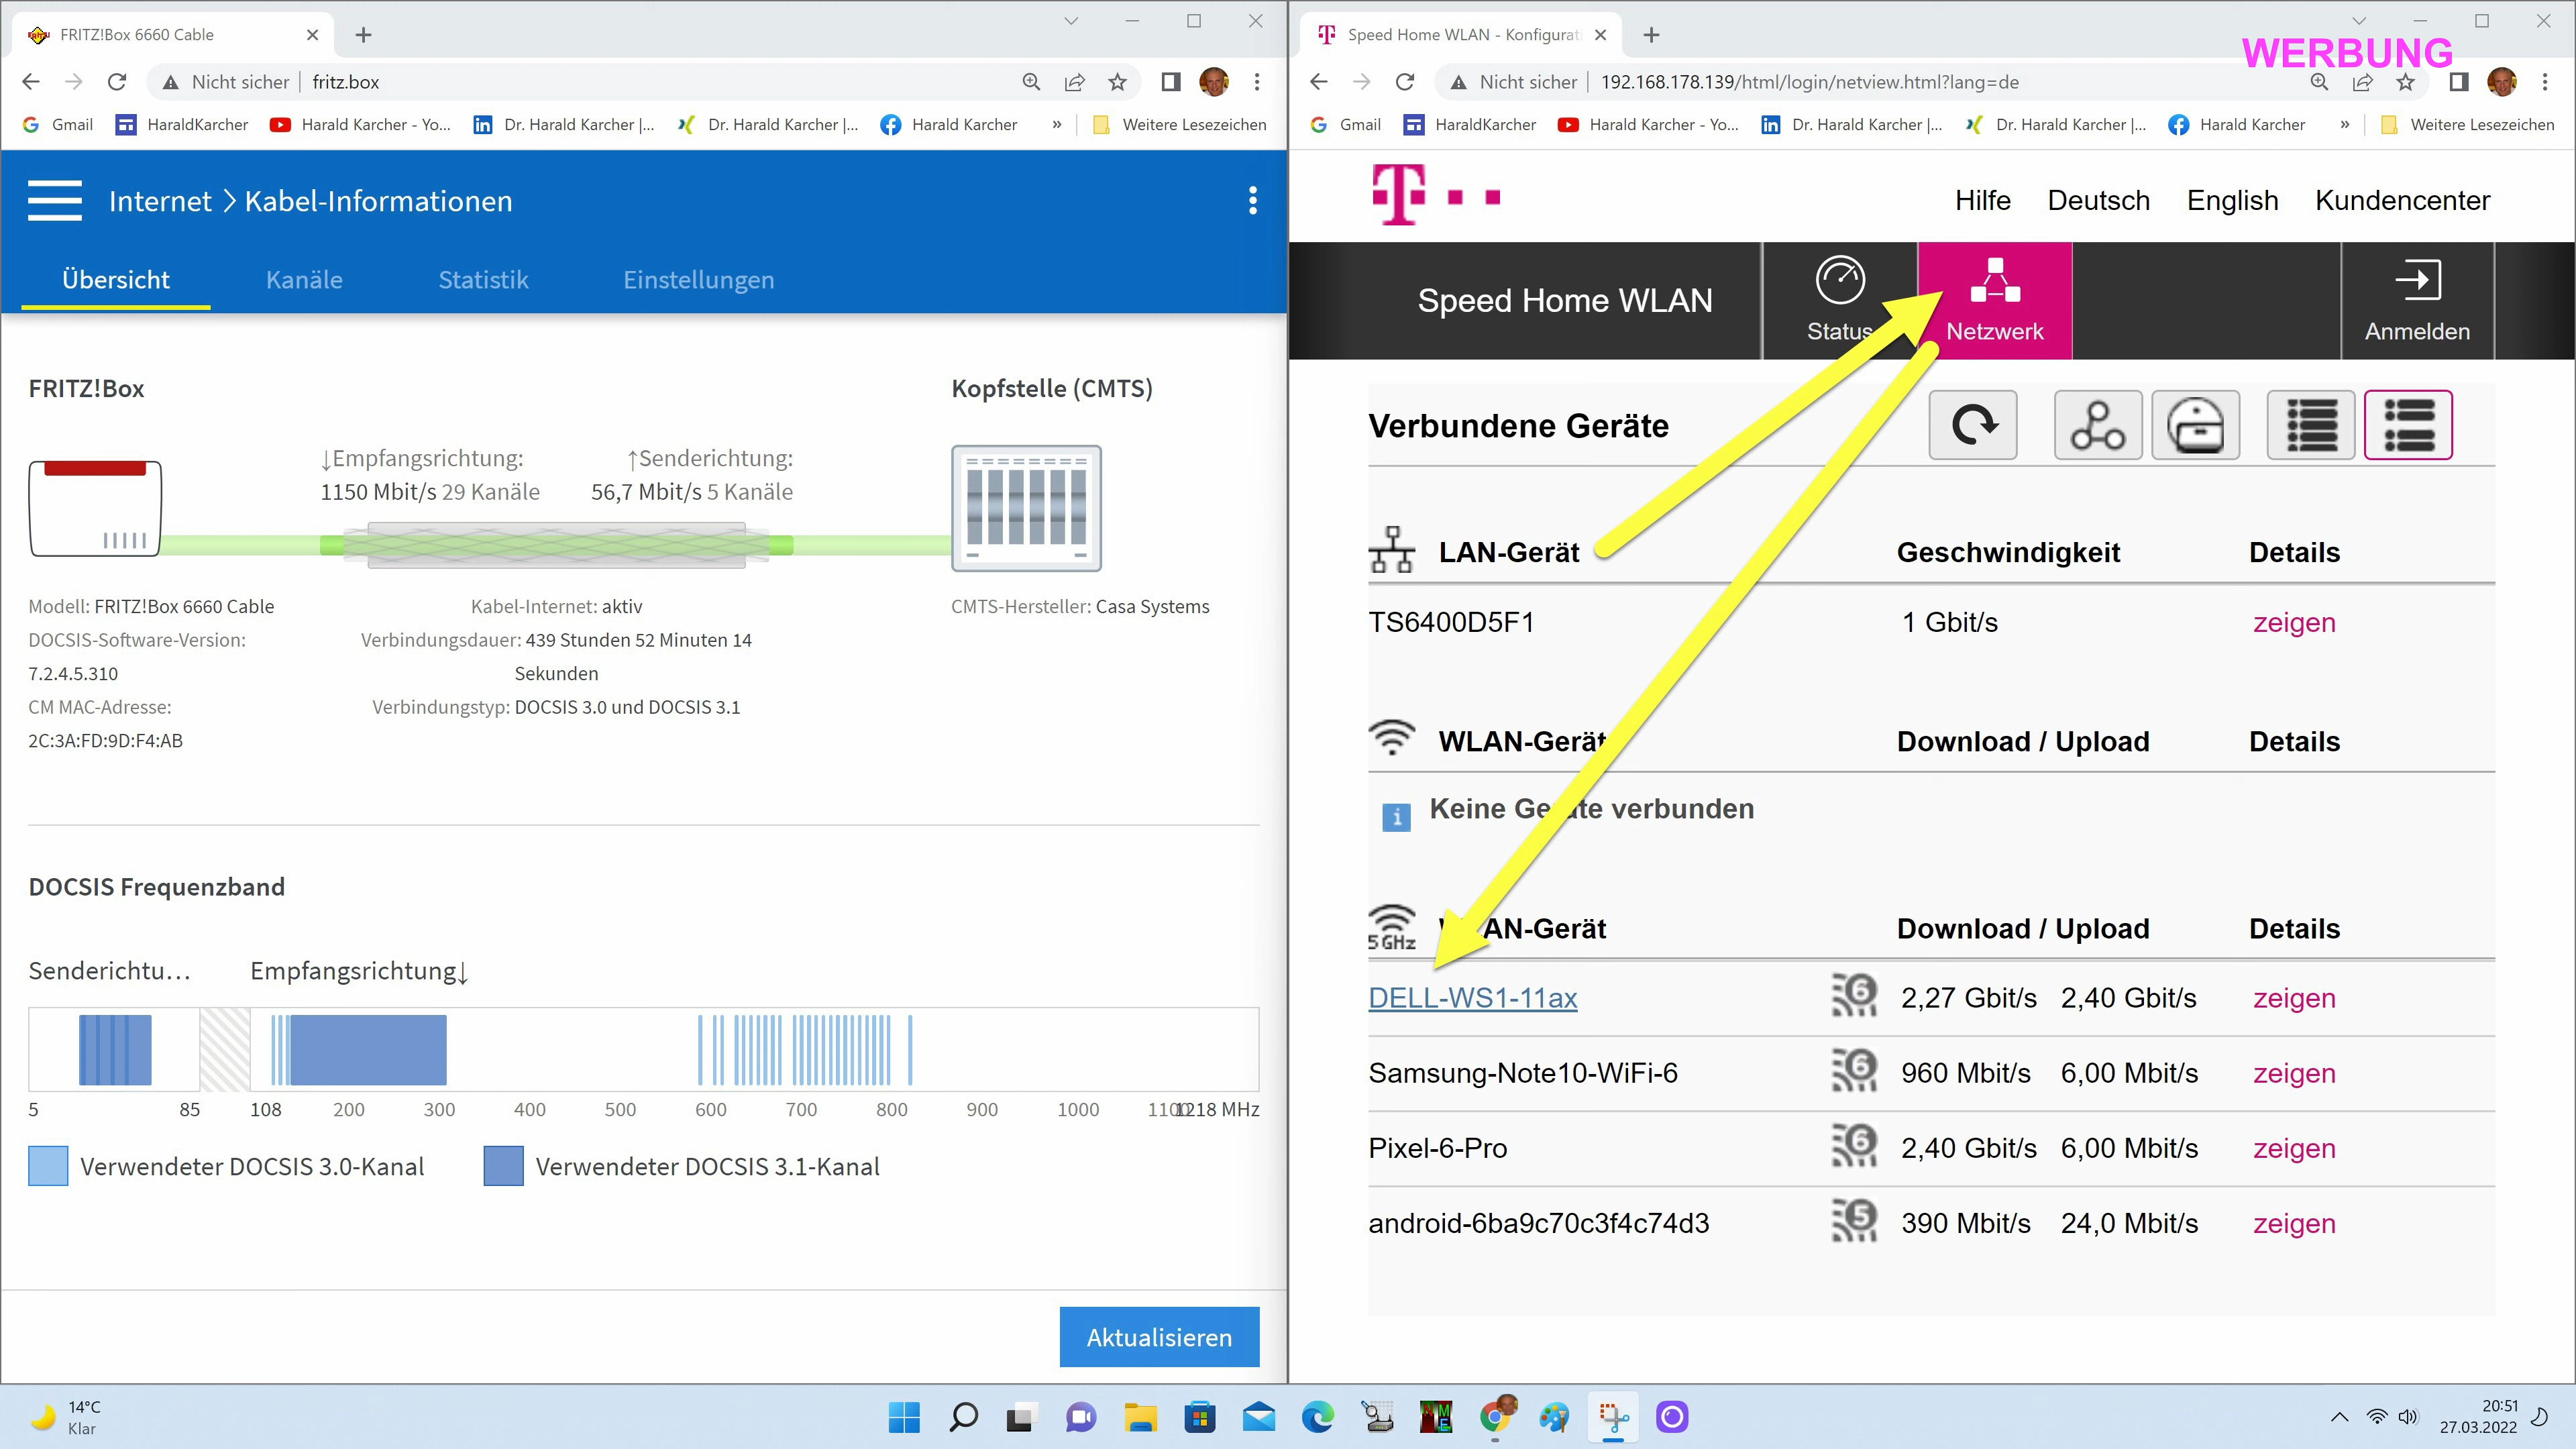 FRITZ!Box 6660 Cable
Nicht sicher
fritz.box
Gmail
HaraldKarcher
Harald Karcher - Yo...
Dr. Harald Karcher |...
Dr. Harald Karcher |...
Harald Karcher
»
Weitere Lesezeichen
Internet > Kabel-Informationen
Übersicht
Kanäle
Statistik
Einstellungen
FRITZ!Box
Kopfstelle (CMTS)
↓Empfangsrichtung:
1150 Mbit/s 29 Kanäle
↑Senderichtung:
56,7 Mbit/s 5 Kanäle
Modell: FRITZ!Box 6660 Cable
DOCSIS-Software-Version:
7.2.4.5.310
CM MAC-Adresse:
2C:3A:FD:9D:F4:AB
Kabel-Internet: aktiv
Verbindungsdauer: 439 Stunden 52 Minuten 14
Sekunden
Verbindungstyp: DOCSIS 3.0 und DOCSIS 3.1
CMTS-Hersteller: Casa Systems
DOCSIS Frequenzband
Senderichtu...
Empfangsrichtung↓
5 85 108 200 300 400 500 600 700 800 900 1000 1100 1218 MHz
Verwendeter DOCSIS 3.0-Kanal
Verwendeter DOCSIS 3.1-Kanal
Aktualisieren
Speed Home WLAN - Konfigurat
WERBUNG
Nicht sicher
192.168.178.139/html/login/netview.html?lang=de
Gmail
HaraldKarcher
Harald Karcher - Yo...
Dr. Harald Karcher |...
Dr. Harald Karcher |...
Harald Karcher
»
Weitere Lesezeichen
T
Hilfe
Deutsch
English
Kundencenter
Speed Home WLAN
Status
Netzwerk
Anmelden
Verbundene Geräte
LAN-Gerät Geschwindigkeit Details
TS6400D5F1 1 Gbit/s zeigen
WLAN-Gerät Download / Upload Details
Keine Geräte verbunden
5 GHz WLAN-Gerät Download / Upload Details
DELL-WS1-11ax 6 2,27 Gbit/s 2,40 Gbit/s zeigen
Samsung-Note10-WiFi-6 6 960 Mbit/s 6,00 Mbit/s zeigen
Pixel-6-Pro 6 2,40 Gbit/s 6,00 Mbit/s zeigen
android-6ba9c70c3f4c74d3 5 390 Mbit/s 24,0 Mbit/s zeigen
14°C
Klar
20:51
27.03.2022